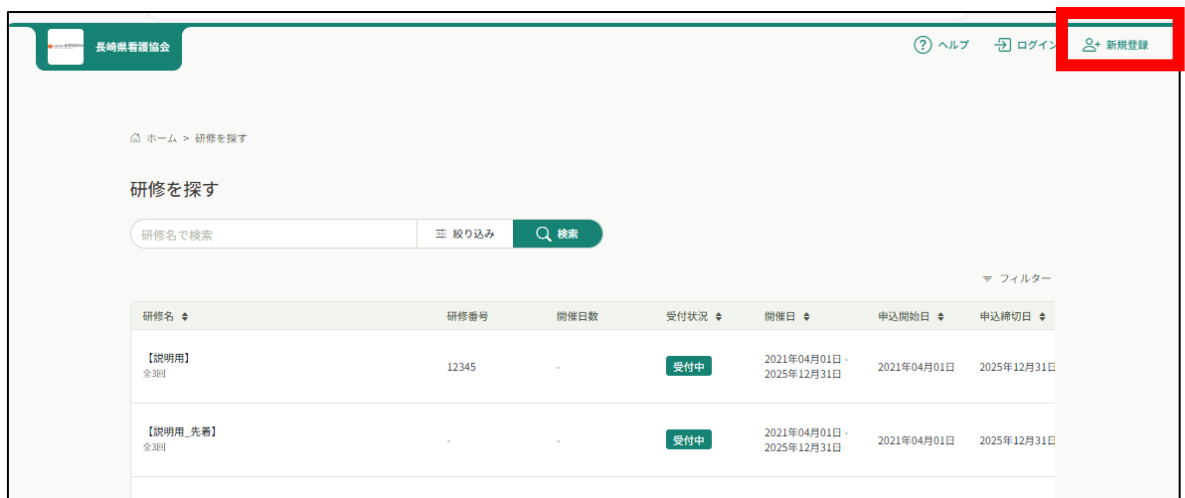 長崎県看護協会
ヘルプ
ログイン
新規登録
ホーム > 研修を探す
研修を探す
研修名で検索
絞り込み
検索
フィルター
研修名 研修番号 開催日数 受付状況 開催日 申込開始日 申込締切日
【説明用】
全3回
12345
-
受付中
2021年04月01日 -
2025年12月31日
2021年04月01日
2025年12月31日
【説明用_先着】
全3回
-
-
受付中
2021年04月01日 -
2025年12月31日
2021年04月01日
2025年12月31日